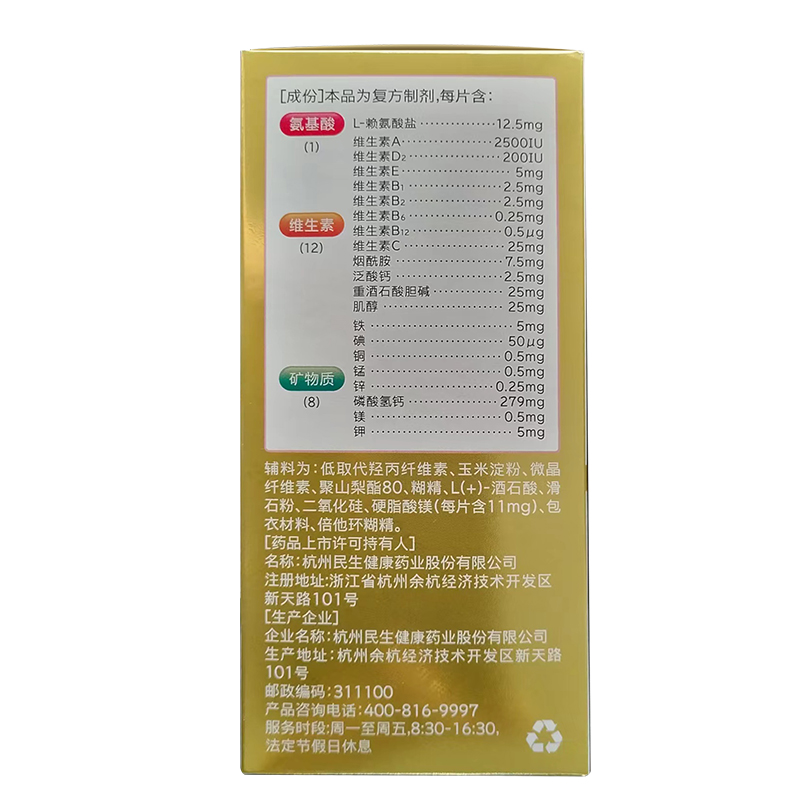 [成份]本品为复方制剂,每片含：
氨基酸
(1)
L-赖氨酸盐··············12.5mg
维生素A················2500IU
维生素D₂················200IU
维生素E····················5mg
维生素B₁·················2.5mg
维生素B₂·················2.5mg
维生素B₆················0.25mg
维生素B₁₂················0.5μg
维生素C···················25mg
烟酰胺···················7.5mg
泛酸钙···················2.5mg
重酒石酸胆碱···············25mg
肌醇·····················25mg
维生素
(12)
铁·······················5mg
碘······················50μg
铜·····················0.5mg
锰·····················0.5mg
锌····················0.25mg
磷酸氢钙················279mg
镁·····················0.5mg
钾·······················5mg
矿物质
(8)
辅料为：低取代羟丙纤维素、玉米淀粉、微晶
纤维素、聚山梨酯80、糊精、L(+)-酒石酸、滑
石粉、二氧化硅、硬脂酸镁(每片含11mg)、包
衣材料、倍他环糊精。
[药品上市许可持有人]
名称：杭州民生健康药业股份有限公司
注册地址：浙江省杭州余杭经济技术开发区
新天路101号
[生产企业]
企业名称：杭州民生健康药业股份有限公司
生产地址：杭州余杭经济技术开发区新天路
101号
邮政编码：311100
产品咨询电话：400-816-9997
服务时段:周一至周五,8:30-16:30,
法定节假日休息